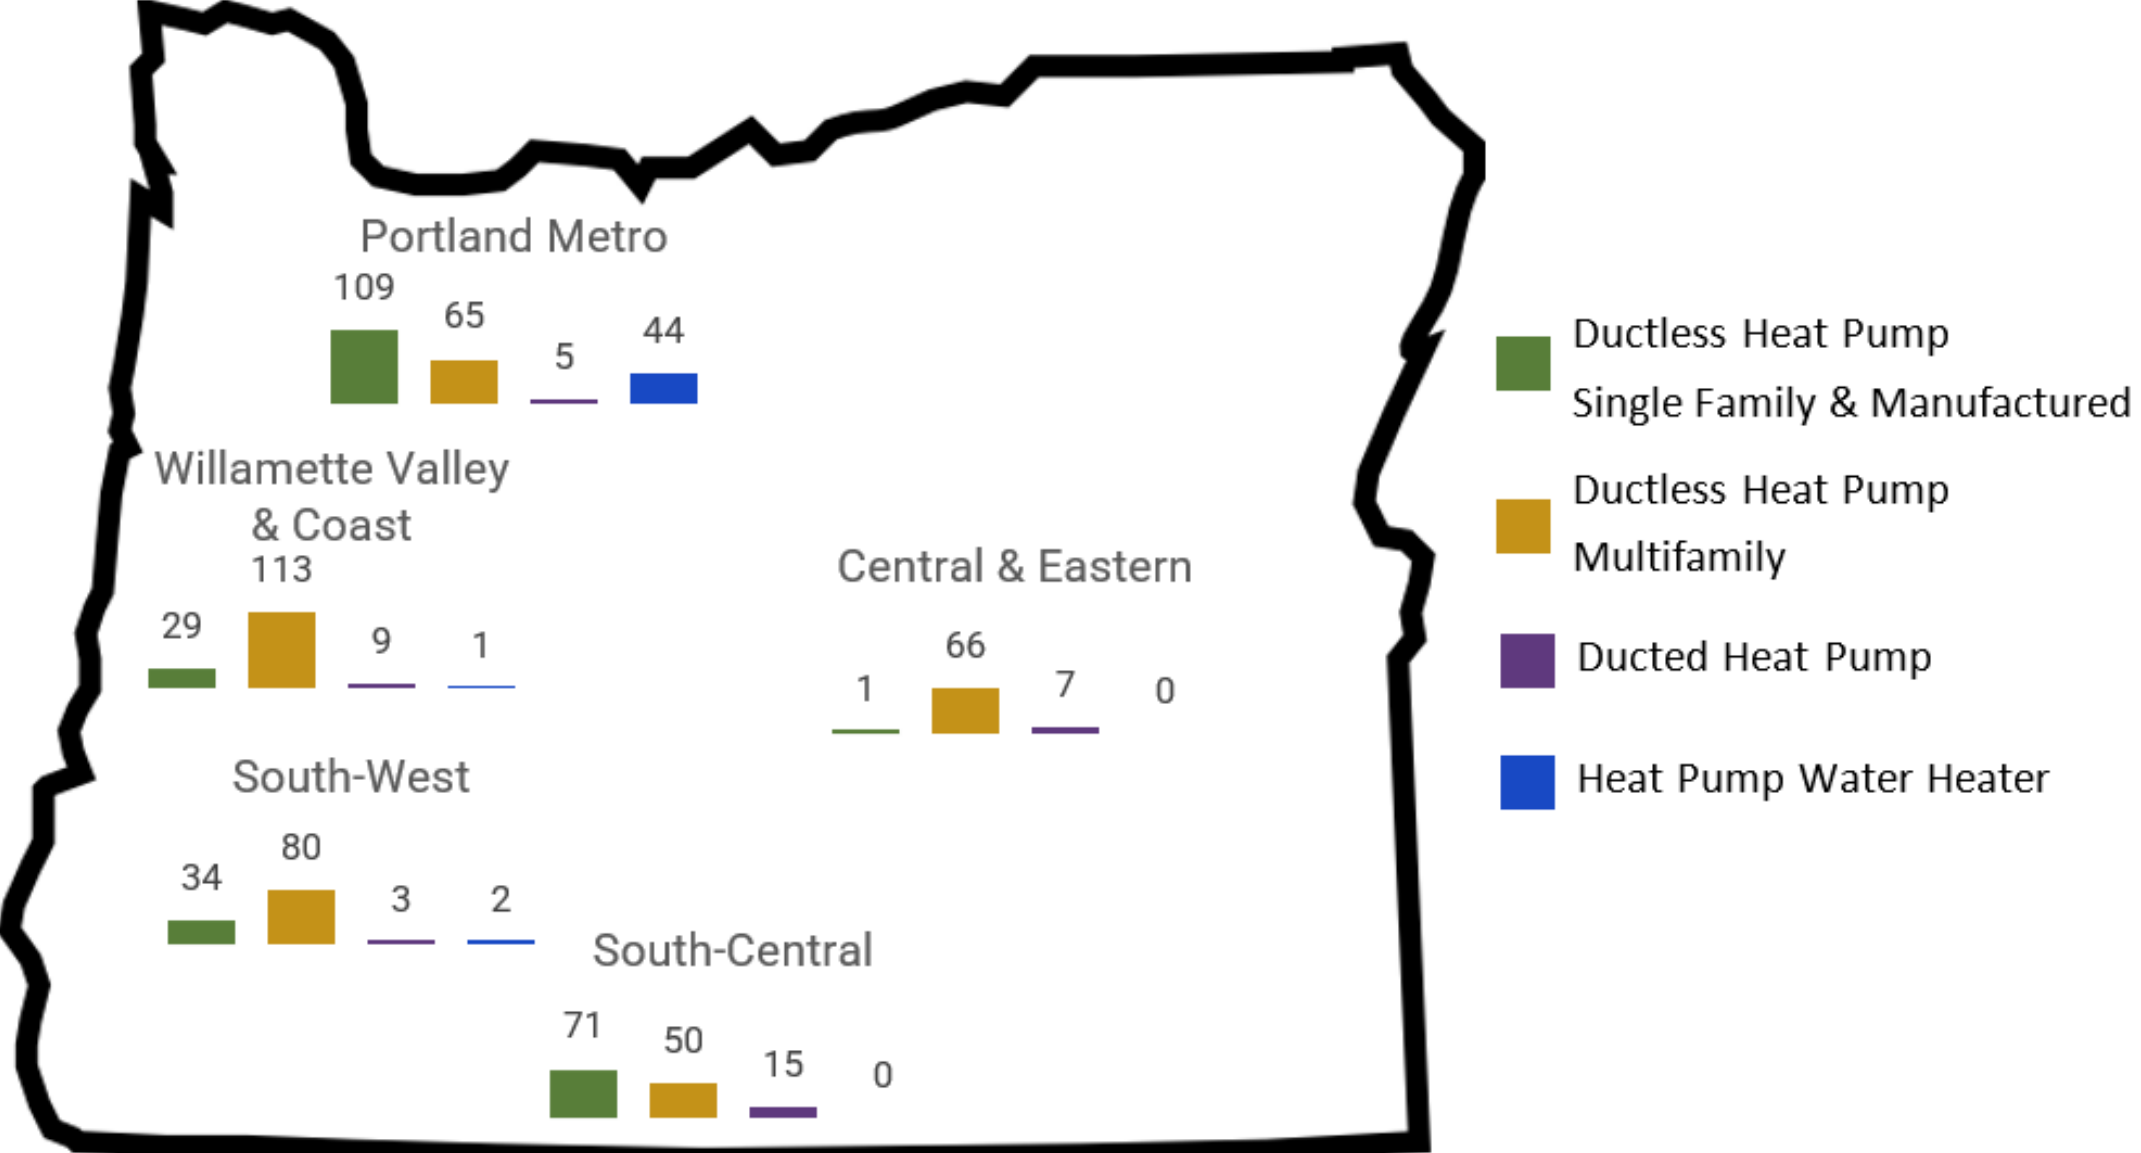 Portland Metro
109
65
5
44
Willamette Valley
& Coast
29
113
9
1
Central & Eastern
1
66
7
0
South-West
34
80
3
2
South-Central
71
50
15
0
Ductless Heat Pump
Single Family & Manufactured
Ductless Heat Pump
Multifamily
Ducted Heat Pump
Heat Pump Water Heater